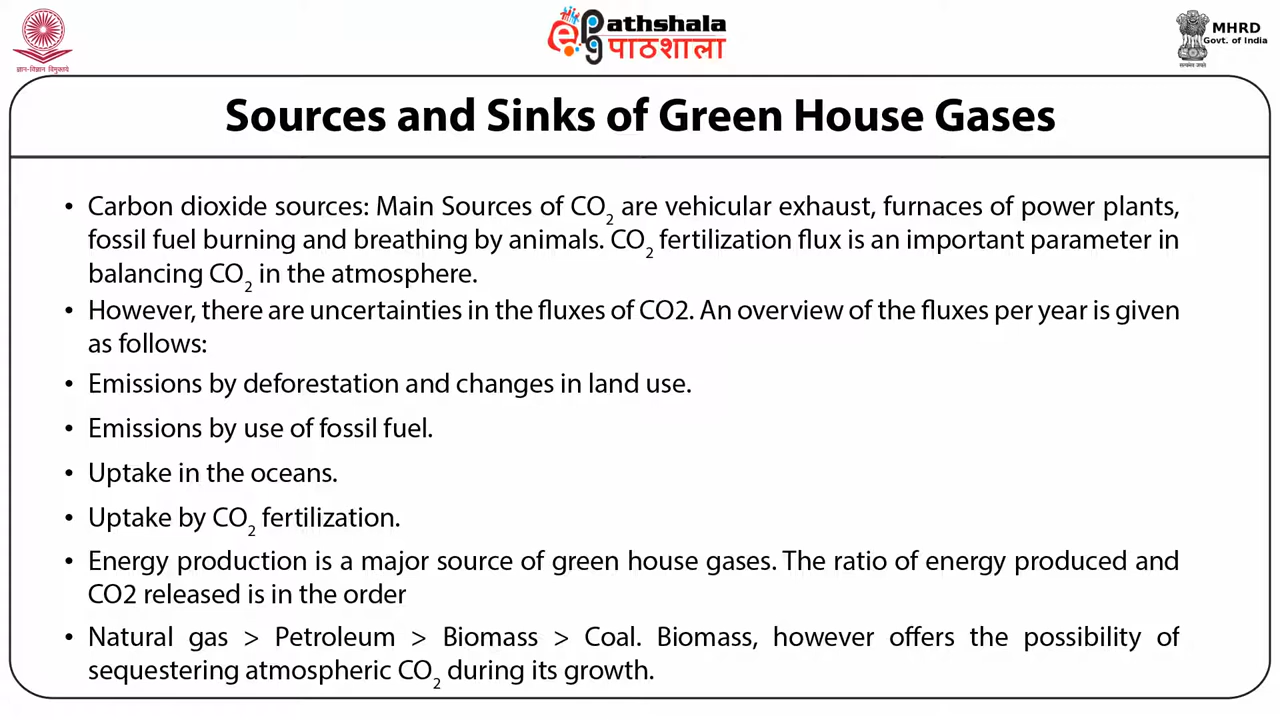 ज्ञान-विज्ञान विमुक्तये
ePathshala
पाठशाला
MHRD
Govt. of India
सत्यमेव जयते
Sources and Sinks of Green House Gases
• Carbon dioxide sources: Main Sources of CO₂ are vehicular exhaust, furnaces of power plants,
fossil fuel burning and breathing by animals. CO₂ fertilization flux is an important parameter in
balancing CO₂ in the atmosphere.
• However, there are uncertainties in the fluxes of CO2. An overview of the fluxes per year is given
as follows:
• Emissions by deforestation and changes in land use.
• Emissions by use of fossil fuel.
• Uptake in the oceans.
• Uptake by CO₂ fertilization.
• Energy production is a major source of green house gases. The ratio of energy produced and
CO2 released is in the order
• Natural gas > Petroleum > Biomass > Coal. Biomass, however offers the possibility of
sequestering atmospheric CO₂ during its growth.